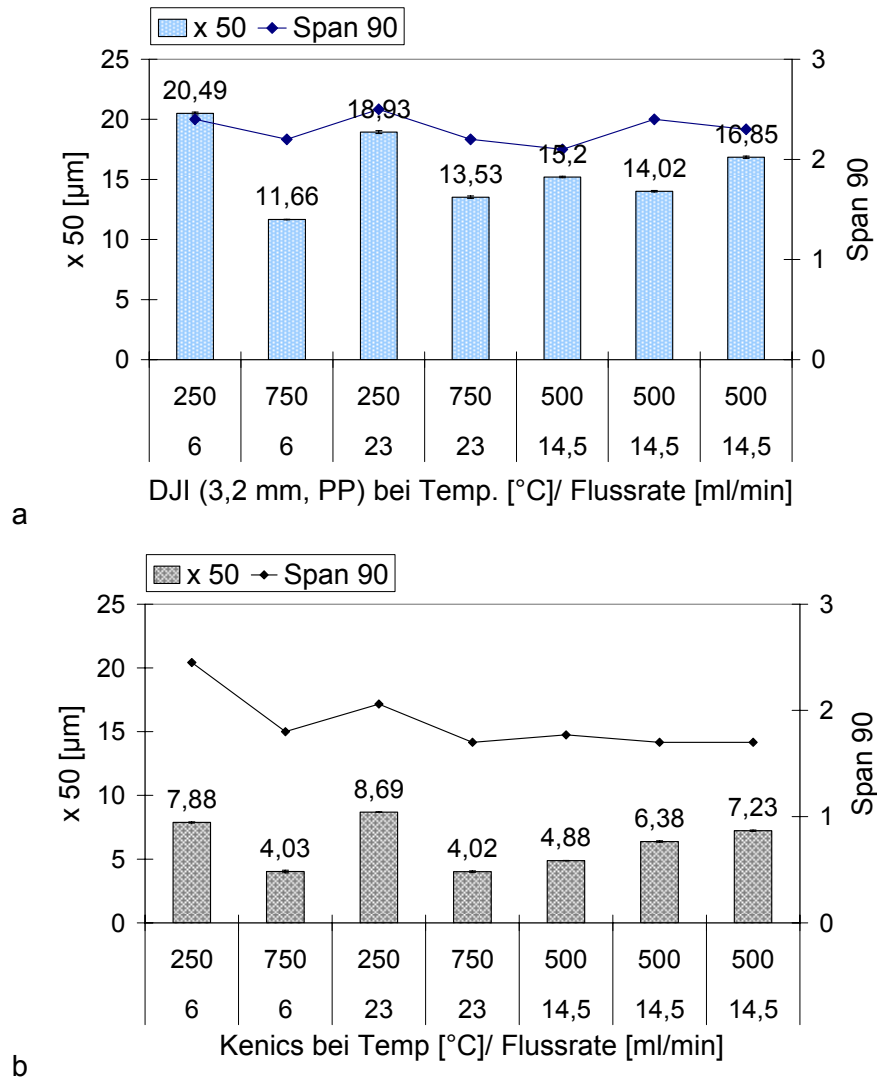 x 50 Span 90
25 3
20,49
18,93
20
16,85
15,2
15 14,02 2
13,53
11,66
10
1
5
0 0
x 50 [µm]
Span 90
250 750 250 750 500 500 500
6 6 23 23 14,5 14,5 14,5
DJI (3,2 mm, PP) bei Temp. [°C]/ Flussrate [ml/min]
a
x 50 Span 90
25 3
20
2
15
10
7,88 8,69 7,23
6,38 1
4,03 4,02 4,88
5
0 0
x 50 [µm]
Span 90
250 750 250 750 500 500 500
6 6 23 23 14,5 14,5 14,5
Kenics bei Temp [°C]/ Flussrate [ml/min]
b